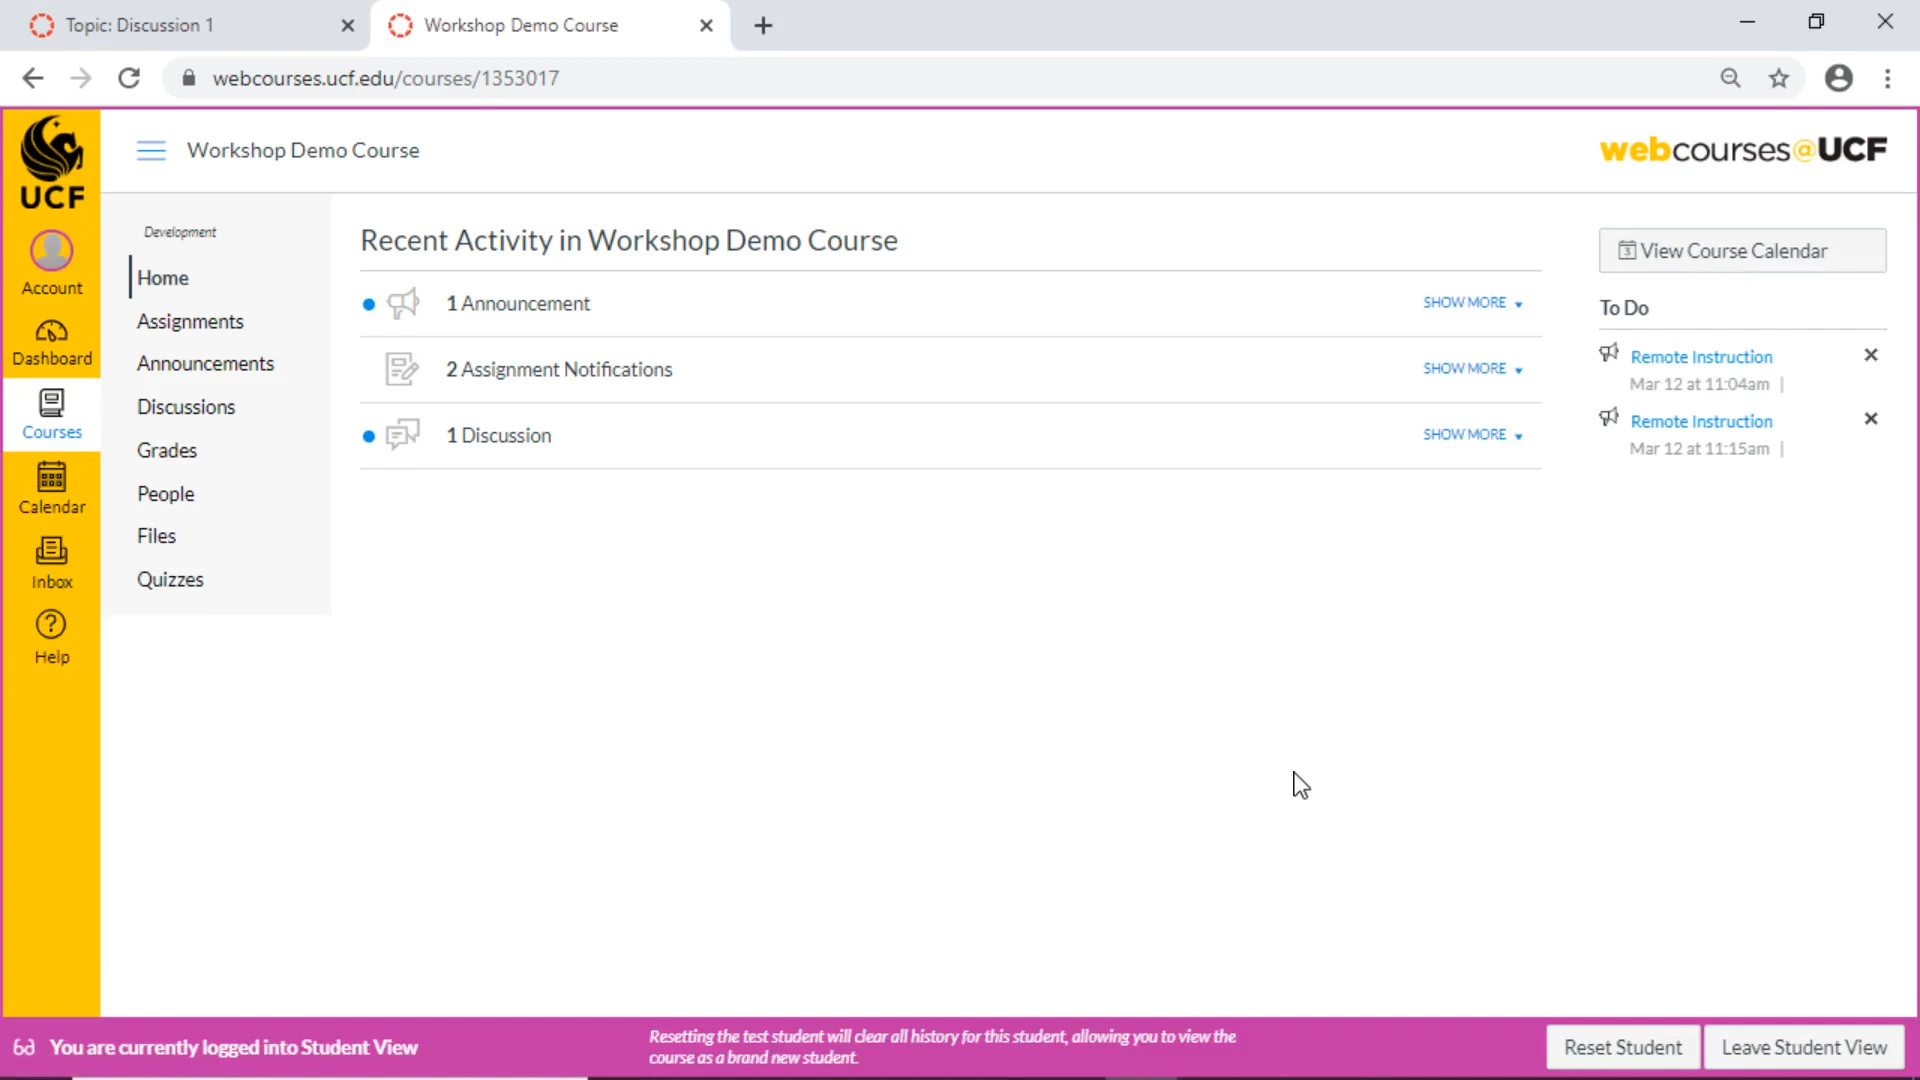 Topic: Discussion 1
Workshop Demo Course
webcourses.ucf.edu/courses/1353017
UCF
Account
Dashboard
Courses
Calendar
Inbox
Help
Workshop Demo Course
webcourses@UCF
Development
Home
Assignments
Announcements
Discussions
Grades
People
Files
Quizzes
Recent Activity in Workshop Demo Course
1 Announcement SHOW MORE
2 Assignment Notifications SHOW MORE
1 Discussion SHOW MORE
3 View Course Calendar
To Do
Remote Instruction
Mar 12 at 11:04am |
Remote Instruction
Mar 12 at 11:15am |
You are currently logged into Student View
Resetting the test student will clear all history for this student, allowing you to view the
course as a brand new student.
Reset Student
Leave Student View